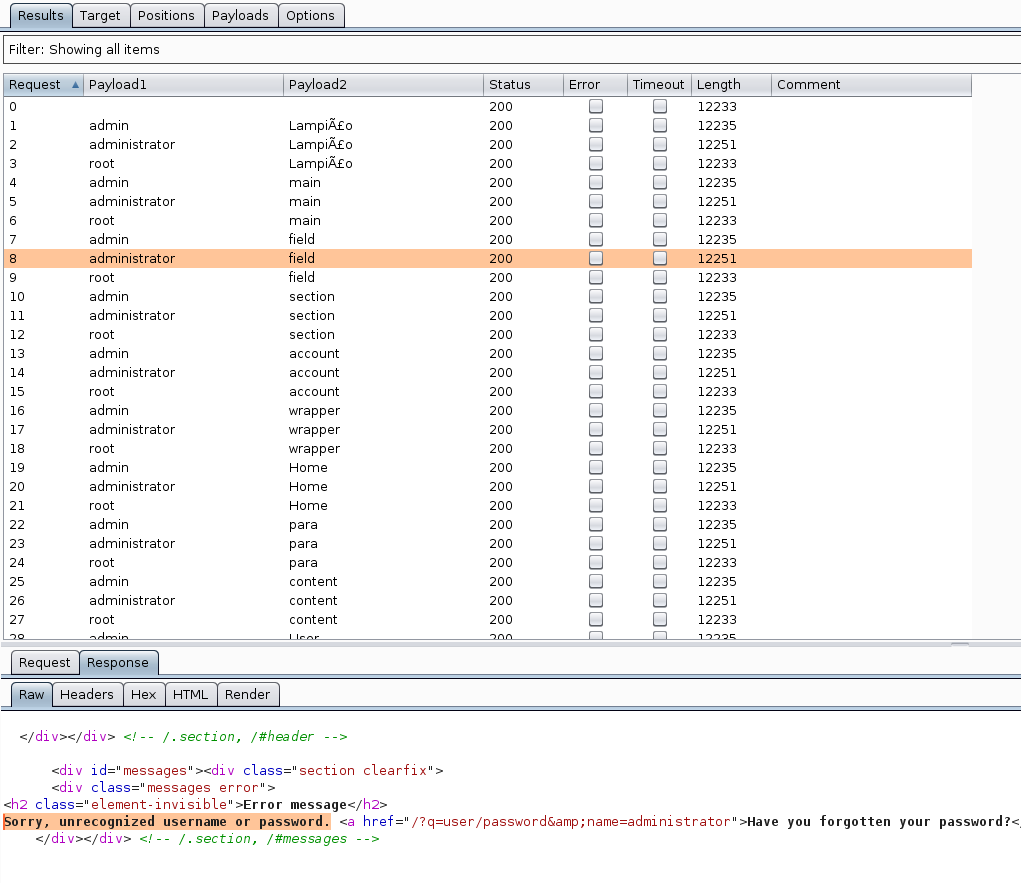 Results Target Positions Payloads Options
Filter: Showing all items
Request Payload1 Payload2 Status Error Timeout Length Comment
0 200 12233
1 admin LampiÃ£o 200 12235
2 administrator LampiÃ£o 200 12251
3 root LampiÃ£o 200 12233
4 admin main 200 12235
5 administrator main 200 12251
6 root main 200 12233
7 admin field 200 12235
8 administrator field 200 12251
9 root field 200 12233
10 admin section 200 12235
11 administrator section 200 12251
12 root section 200 12233
13 admin account 200 12235
14 administrator account 200 12251
15 root account 200 12233
16 admin wrapper 200 12235
17 administrator wrapper 200 12251
18 root wrapper 200 12233
19 admin Home 200 12235
20 administrator Home 200 12251
21 root Home 200 12233
22 admin para 200 12235
23 administrator para 200 12251
24 root para 200 12233
25 admin content 200 12235
26 administrator content 200 12251
27 root content 200 12233
28 admin User 200 12235
Request Response
Raw Headers Hex HTML Render
</div></div> <!-- /.section, /#header -->
<div id="messages"><div class="section clearfix">
<div class="messages error">
<h2 class="element-invisible">Error message</h2>
Sorry, unrecognized username or password. <a href="/?q=user/password&amp;name=administrator">Have you forgotten your password?</
</div></div> <!-- /.section, /#messages -->